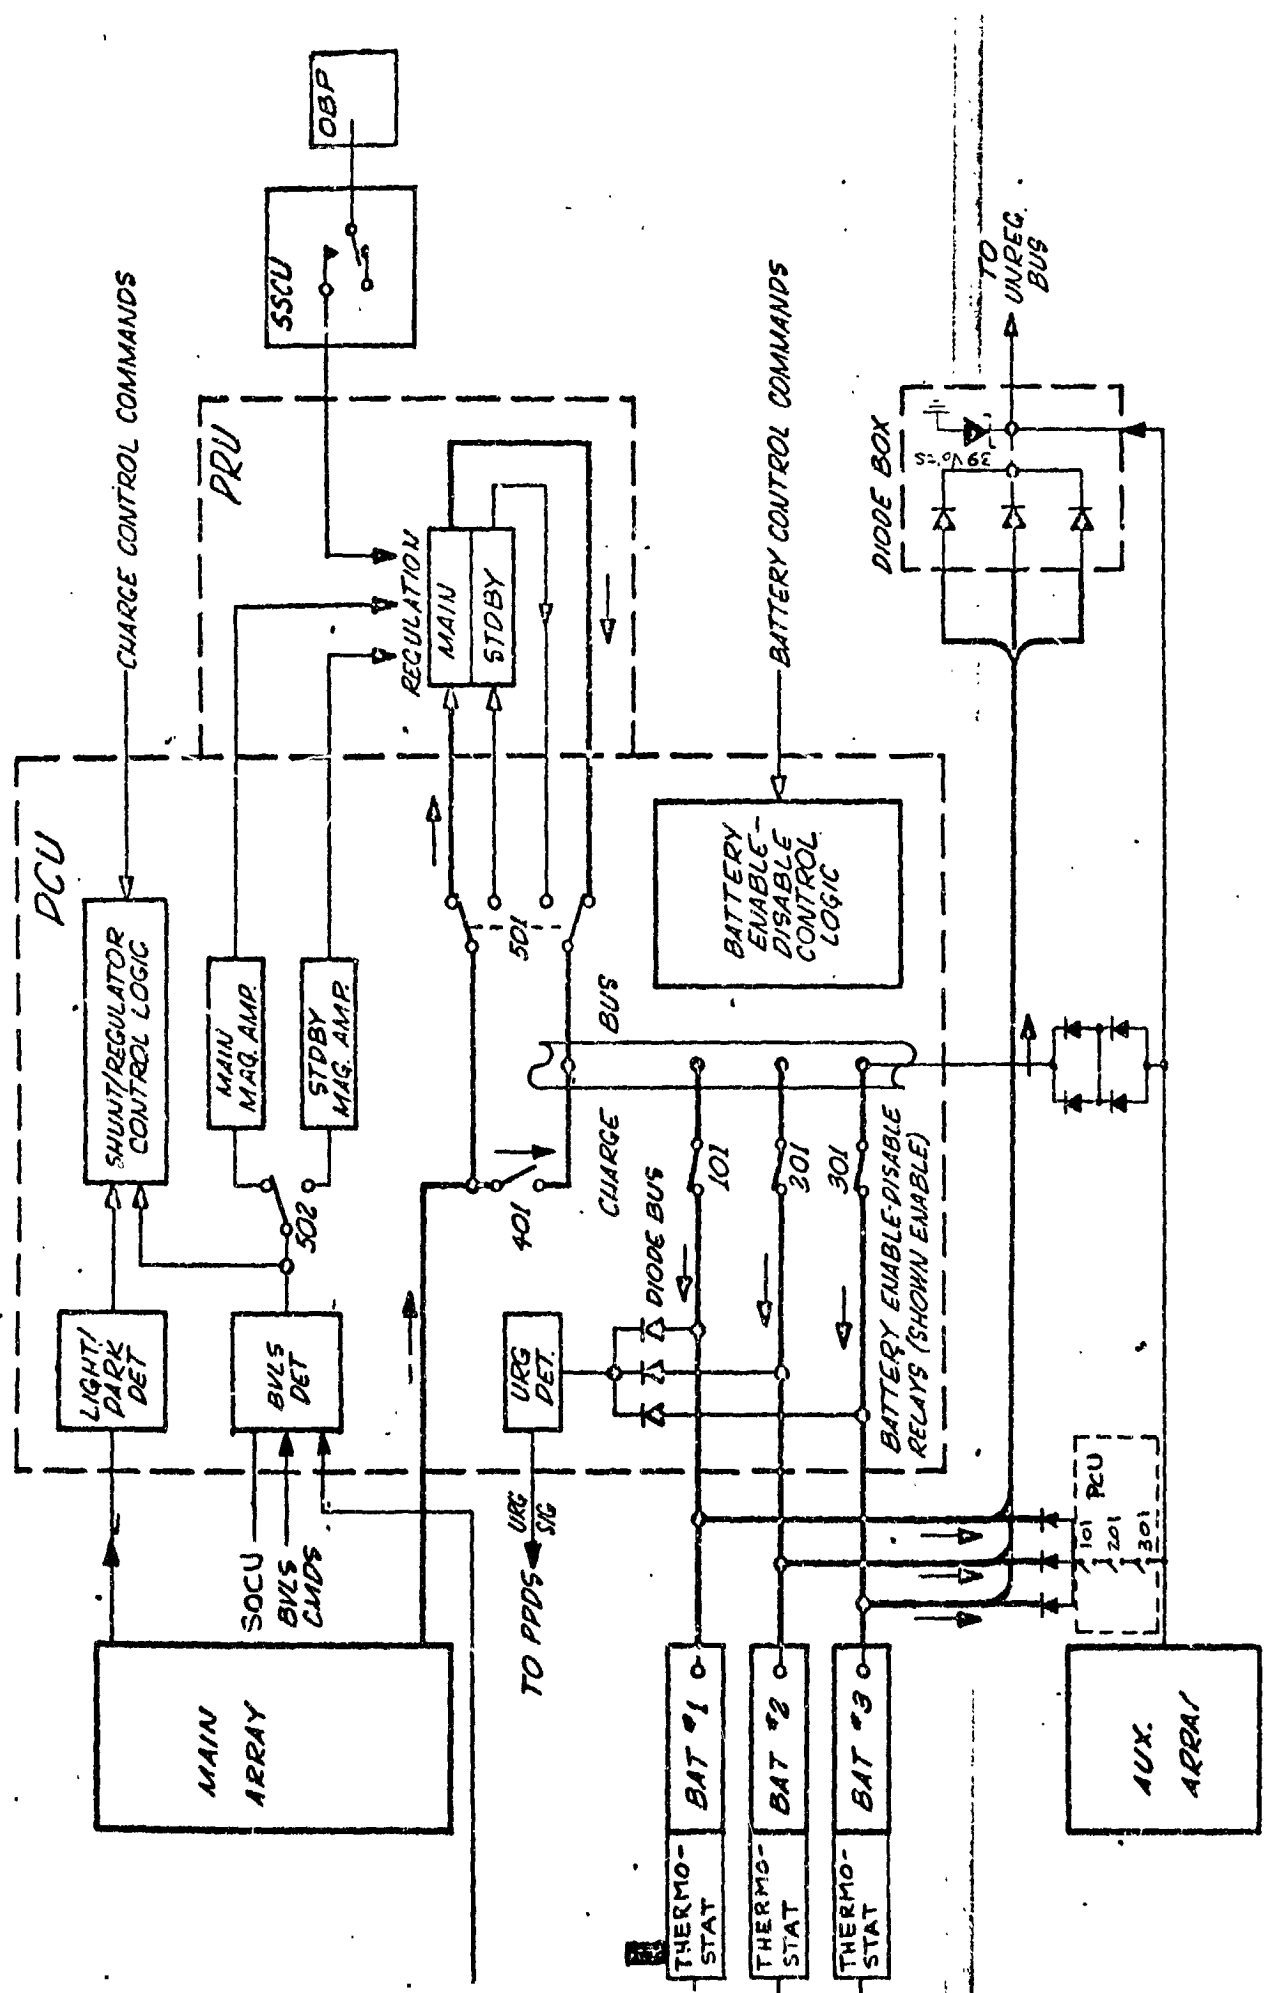 OBP
SSCU
CHARGE CONTROL COMMANDS
PRU
REGULATION
MAIN
STDBY
BATTERY CONTROL COMMANDS
TO
UNREG.
BUS
DIODE BOX
PCU
SHUNT/REGULATOR
CONTROL LOGIC
MAIN
MAG. AMP.
STDBY
MAG. AMP.
501
BATTERY
ENABLE-
DISABLE
CONTROL
LOGIC
CHARGE
BUS
502
401
101
201
301
LIGHT/
DARK
DET
BVLS
DET
URG
DET.
DIODE BUS
BATTERY ENABLE-DISABLE
RELAYS (SHOWN ENABLE)
SOCU
BVLS
CMDS
URG
SIG
TO PPDS
PCU
101
201
301
MAIN
ARRAY
BAT #1
BAT #2
BAT #3
AUX.
ARRAY
THERMO-
STAT
THERMO-
STAT
THERMO-
STAT